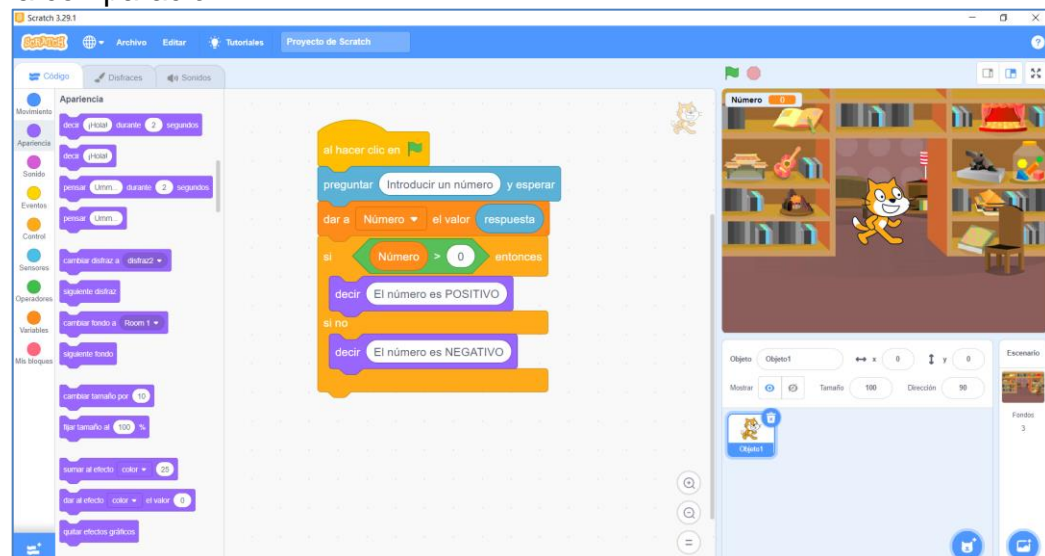 Scratch 3.29.1
SCRATCH Archivo Editar Tutoriales Proyecto de Scratch
Código Disfraces Sonidos
Movimiento
Apariencia
Sonido
Eventos
Control
Sensores
Operadores
Variables
Mis bloques
Apariencia
decir ¡Hola! durante 2 segundos
decir ¡Hola!
pensar Umm... durante 2 segundos
pensar Umm...
cambiar disfraz a disfraz2
siguiente disfraz
cambiar fondo a Room 1
siguiente fondo
cambiar tamaño por 10
fijar tamaño al 100 %
sumar al efecto color 25
dar al efecto color el valor 0
quitar efectos gráficos
al hacer clic en
preguntar Introducir un número y esperar
dar a Número el valor respuesta
si Número > 0 entonces
decir El número es POSITIVO
si no
decir El número es NEGATIVO
Número 0
Objeto Objeto1 x 0 y 0
Mostrar Tamaño 100 Dirección 90
Objeto1
Escenario
Fondos
3